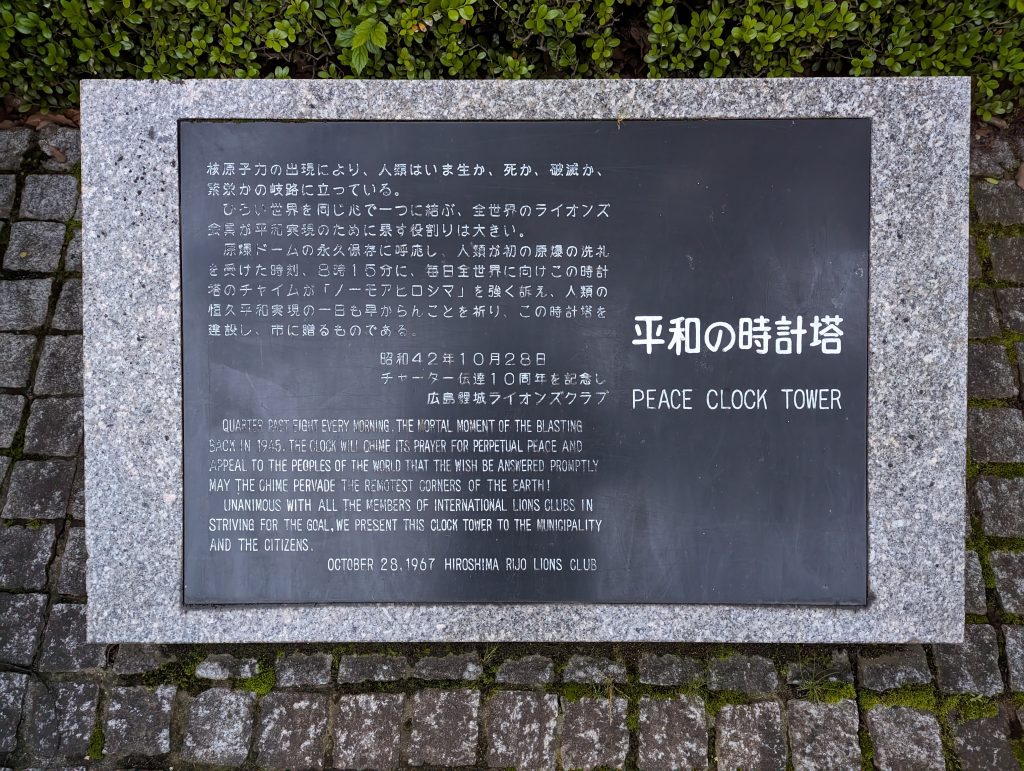 核原子力の出現により、人類はいま生か、死か、破滅か、
繁栄かの岐路に立っている。
ひろい世界を同じ心で一つに結ぶ、全世界のライオンズ
会員が平和実現のために果す役割りは大きい。
原爆ドームの永久保存に呼応し、人類が初の原爆の洗礼
を受けた時刻、8時15分に、毎日全世界に向けこの時計
塔のチャイムが「ノーモアヒロシマ」を強く訴え、人類の
恒久平和実現の一日も早からんことを祈り、この時計塔を
建設し、市に贈るものである。
昭和42年10月28日
チャーター伝達10周年を記念し
広島鯉城ライオンズクラブ
平和の時計塔
PEACE CLOCK TOWER
QUARTER PAST EIGHT EVERY MORNING, THE MORTAL MOMENT OF THE BLASTING
BACK IN 1945, THE CLOCK WILL CHIME ITS PRAYER FOR PERPETUAL PEACE AND
APPEAL TO THE PEOPLES OF THE WORLD THAT THE WISH BE ANSWERED PROMPTLY
MAY THE CHIME PERVADE THE REMOTEST CORNERS OF THE EARTH!
UNANIMOUS WITH ALL THE MEMBERS OF INTERNATIONAL LIONS CLUBS IN
STRIVING FOR THE GOAL, WE PRESENT THIS CLOCK TOWER TO THE MUNICIPALITY
AND THE CITIZENS.
OCTOBER 28, 1967 HIROSHIMA RIJO LIONS CLUB